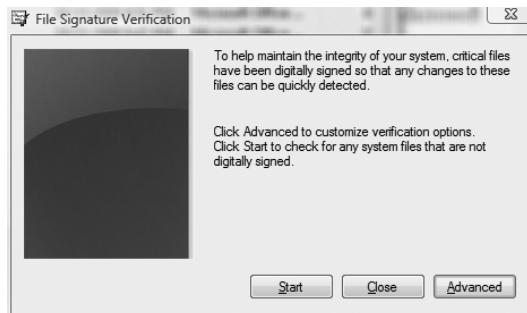 File Signature Verification
To help maintain the integrity of your system, critical files
have been digitally signed so that any changes to these
files can be quickly detected.
Click Advanced to customize verification options.
Click Start to check for any system files that are not
digitally signed.
Start Close Advanced